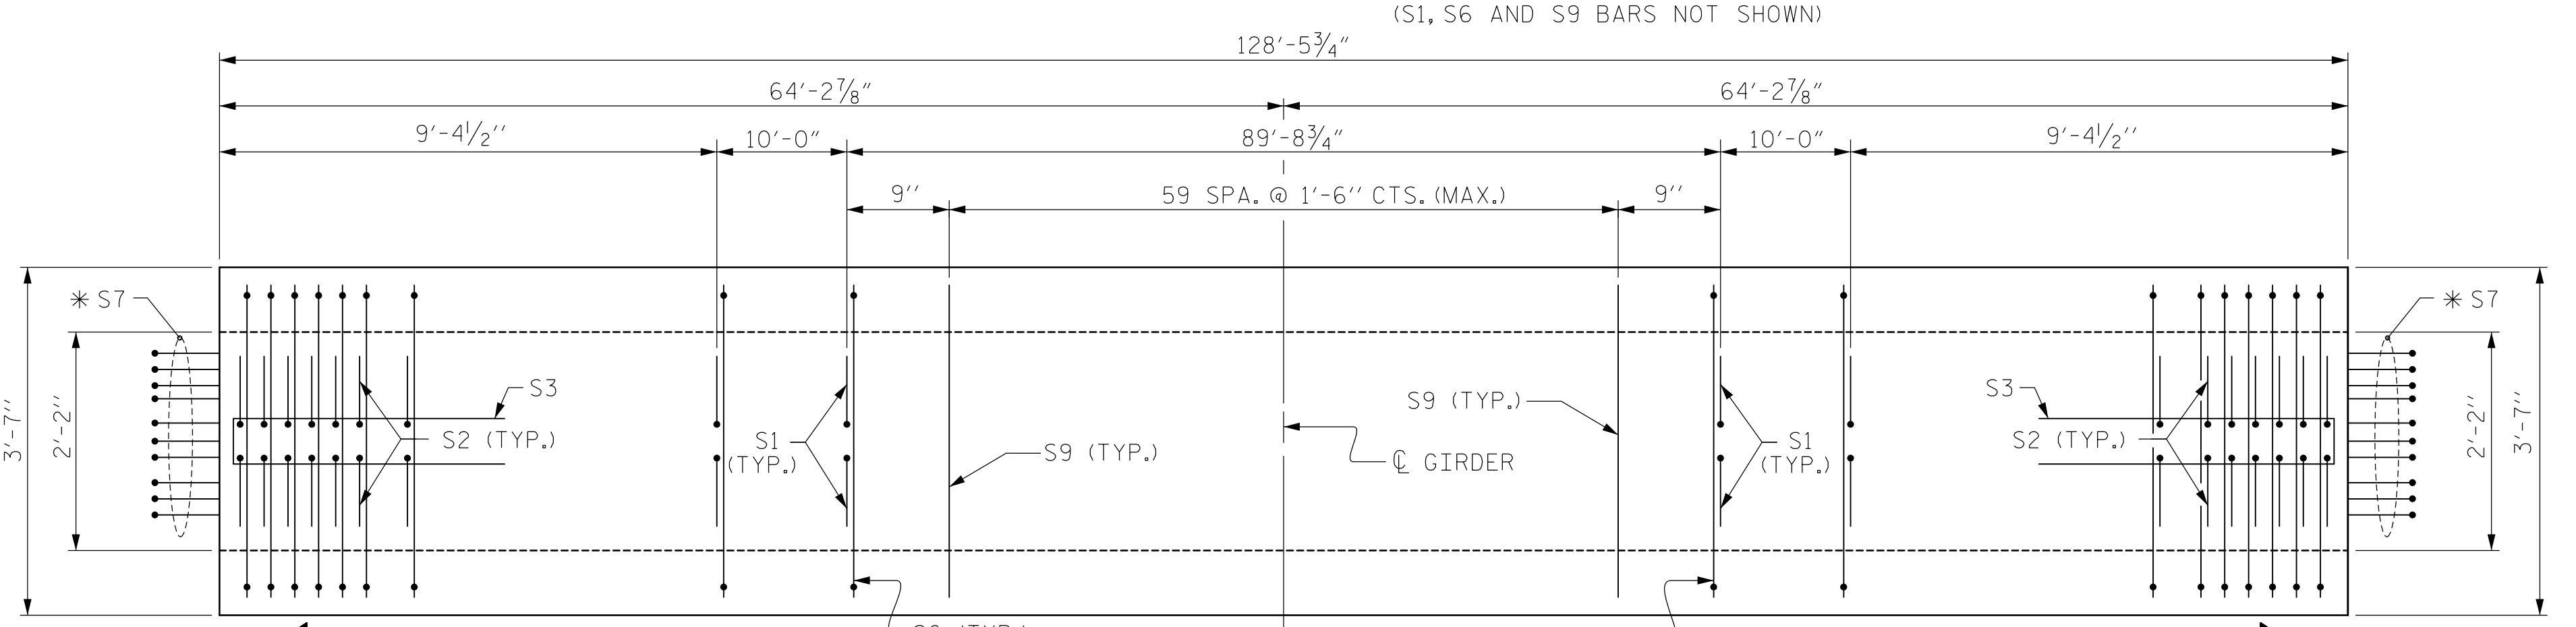 (S1, S6 AND S9 BARS NOT SHOWN)
128'-5¾"
64'-2⅞"
64'-2⅞"
9'-4½''
10'-0"
89'-8¾"
10'-0"
9'-4½''
9''
59 SPA. @ 1'-6'' CTS. (MAX.)
9''
✳ S7
✳ S7
3'-7''
2'-2''
S3
S2 (TYP.)
S1
(TYP.)
S9 (TYP.)
S9 (TYP.)
℄ GIRDER
S1
(TYP.)
S3
S2 (TYP.)
2'-2''
3'-7''